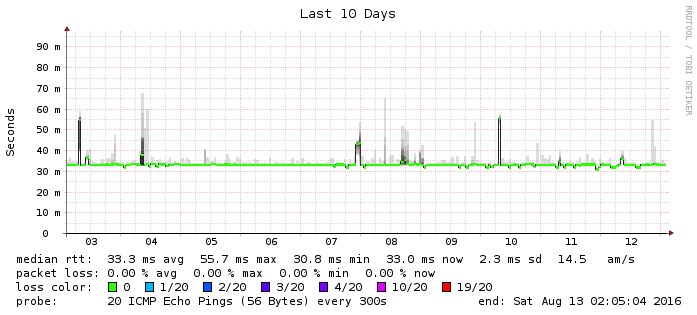 Last 10 Days
RRDTOOL / TOBI OETIKER
Seconds
90 m
80 m
70 m
60 m
50 m
40 m
30 m
20 m
10 m
0
03 04 05 06 07 08 09 10 11 12
median rtt: 33.3 ms avg 55.7 ms max 30.8 ms min 33.0 ms now 2.3 ms sd 14.5 am/s
packet loss: 0.00 % avg 0.00 % max 0.00 % min 0.00 % now
loss color: 0 1/20 2/20 3/20 4/20 10/20 19/20
probe: 20 ICMP Echo Pings (56 Bytes) every 300s end: Sat Aug 13 02:05:04 2016